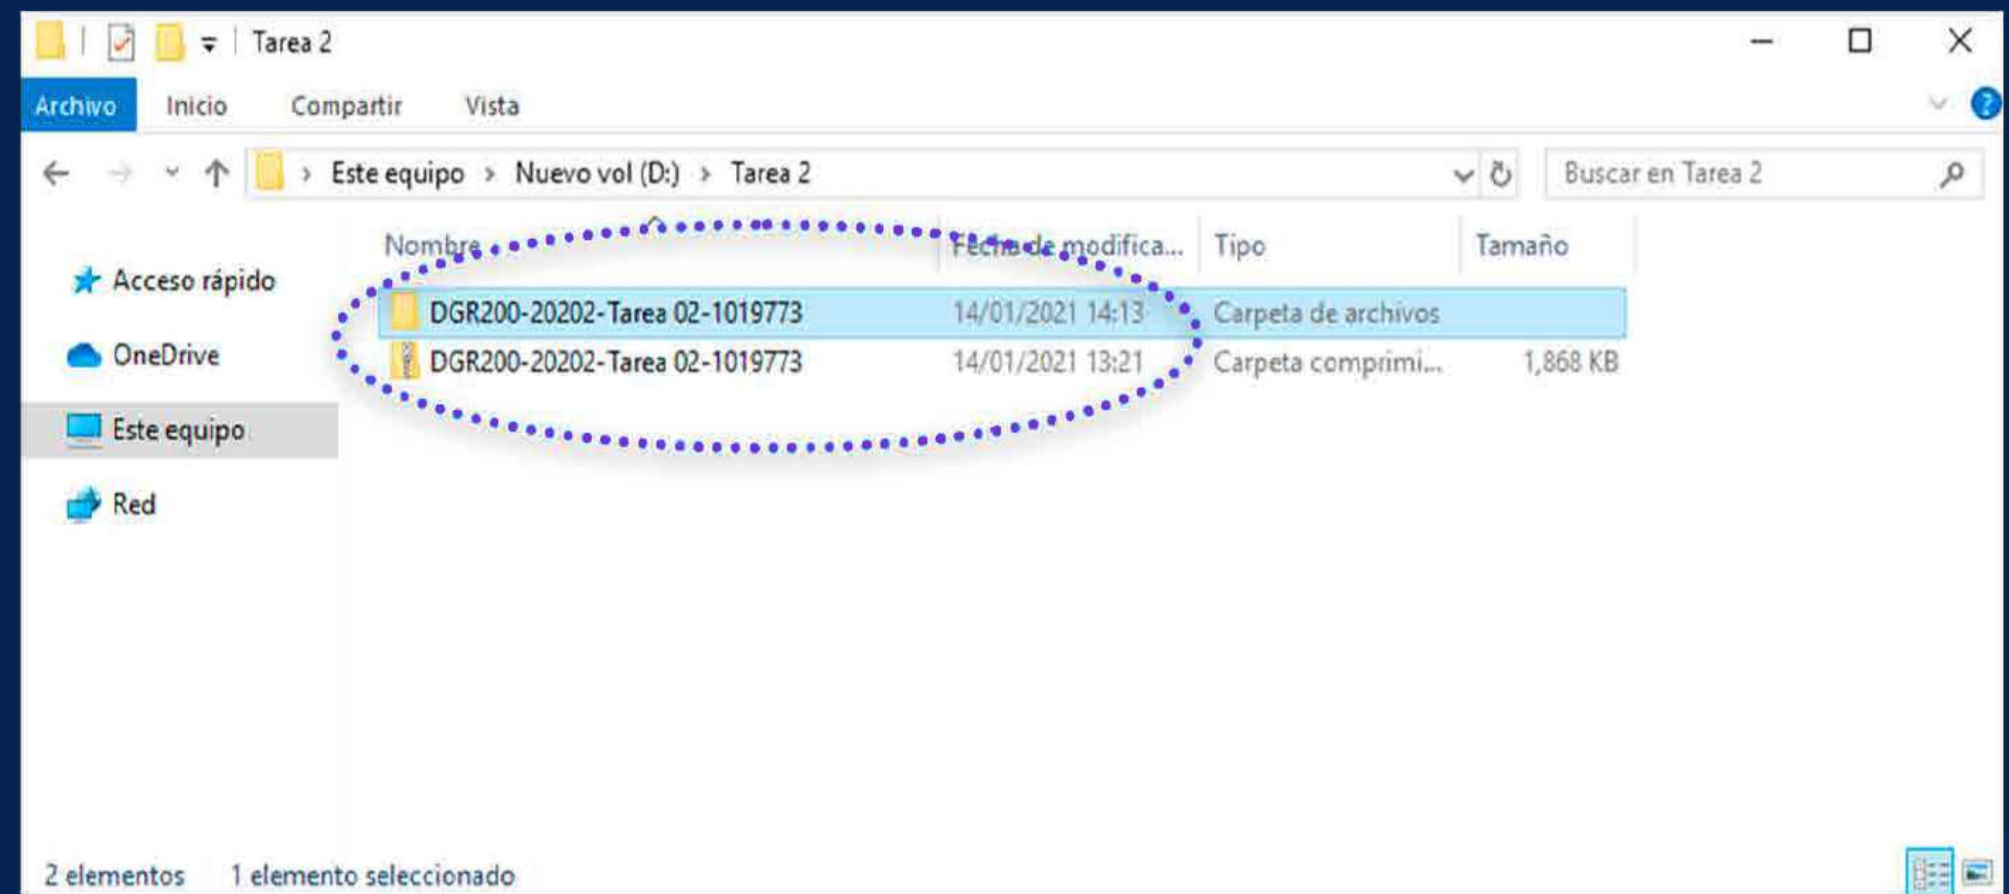 Tarea 2
Archivo Inicio Compartir Vista
Este equipo > Nuevo vol (D:) > Tarea 2 Buscar en Tarea 2
Nombre Fecha de modifica... Tipo Tamaño
Acceso rápido
DGR200-20202-Tarea 02-1019773 14/01/2021 14:13 Carpeta de archivos
OneDrive
DGR200-20202-Tarea 02-1019773 14/01/2021 13:21 Carpeta comprimi... 1,868 KB
Este equipo
Red
2 elementos 1 elemento seleccionado